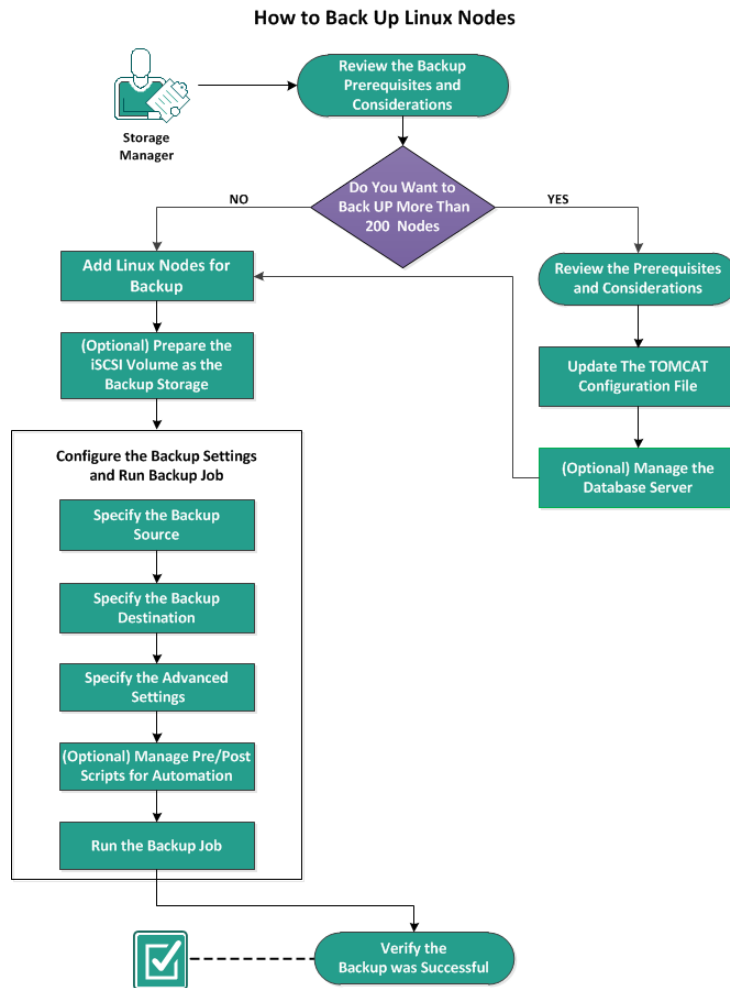 How to Back Up Linux Nodes
Review the Backup
Prerequisites and
Considerations
Storage
Manager
Do You Want to
Back UP More Than
200 Nodes
NO
YES
Add Linux Nodes for
Backup
Review the Prerequisites
and Considerations
(Optional) Prepare the
iSCSI Volume as the
Backup Storage
Update The TOMCAT
Configuration File
(Optional) Manage the
Database Server
Configure the Backup Settings
and Run Backup Job
Specify the Backup
Source
Specify the Backup
Destination
Specify the Advanced
Settings
(Optional) Manage Pre/Post
Scripts for Automation
Run the Backup Job
Verify the
Backup was Successful